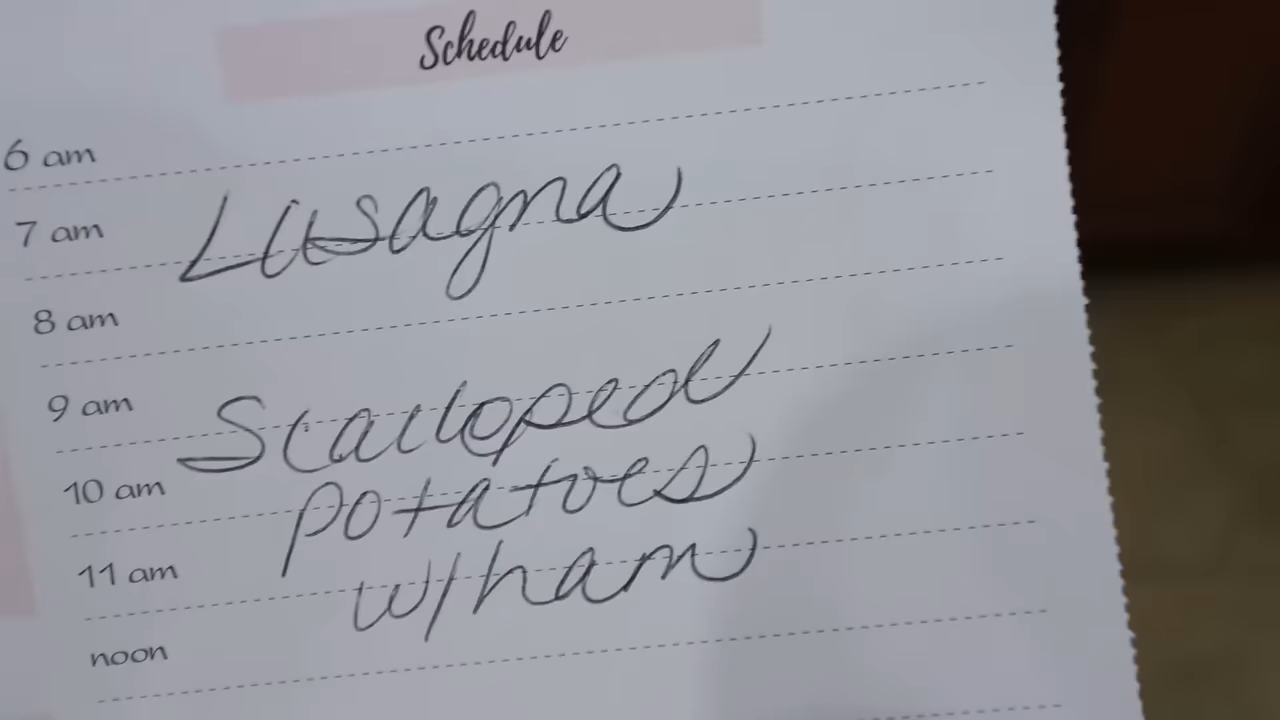 Schedule
6 am
7 am Lasagna
8 am
9 am Scalloped
10 am potatoes
11 am w/ham
noon